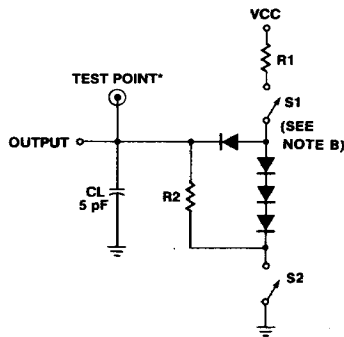 VCC
R1
TEST POINT*
S1
(SEE
NOTE B)
OUTPUT
CL
5 pF
R2
S2